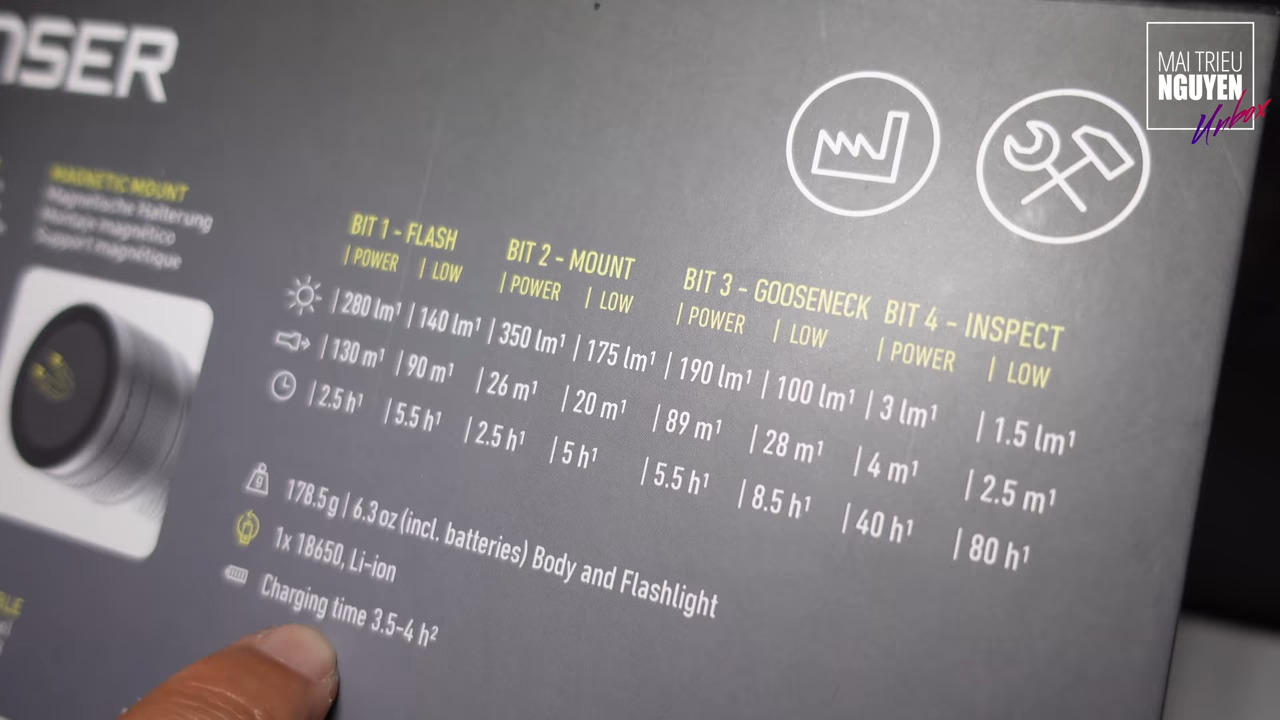 MAI TRIEU
NGUYEN
Unbox
NSER
MAGNETIC MOUNT
Magnetische Halterung
Montaje magnético
Support magnétique
BIT 1 - FLASH
BIT 2 - MOUNT
BIT 3 - GOOSENECK
BIT 4 - INSPECT
| POWER | LOW | POWER | LOW | POWER | LOW | POWER | LOW
| 280 lm¹ | 140 lm¹ | 350 lm¹ | 175 lm¹ | 190 lm¹ | 100 lm¹ | 3 lm¹ | 1.5 lm¹
| 130 m¹ | 90 m¹ | 26 m¹ | 20 m¹ | 89 m¹ | 28 m¹ | 4 m¹ | 2.5 m¹
| 2.5 h¹ | 5.5 h¹ | 2.5 h¹ | 5 h¹ | 5.5 h¹ | 8.5 h¹ | 40 h¹ | 80 h¹
178.5g | 6.3 oz (incl. batteries) Body and Flashlight
1x 18650, Li-ion
Charging time 3.5-4 h²